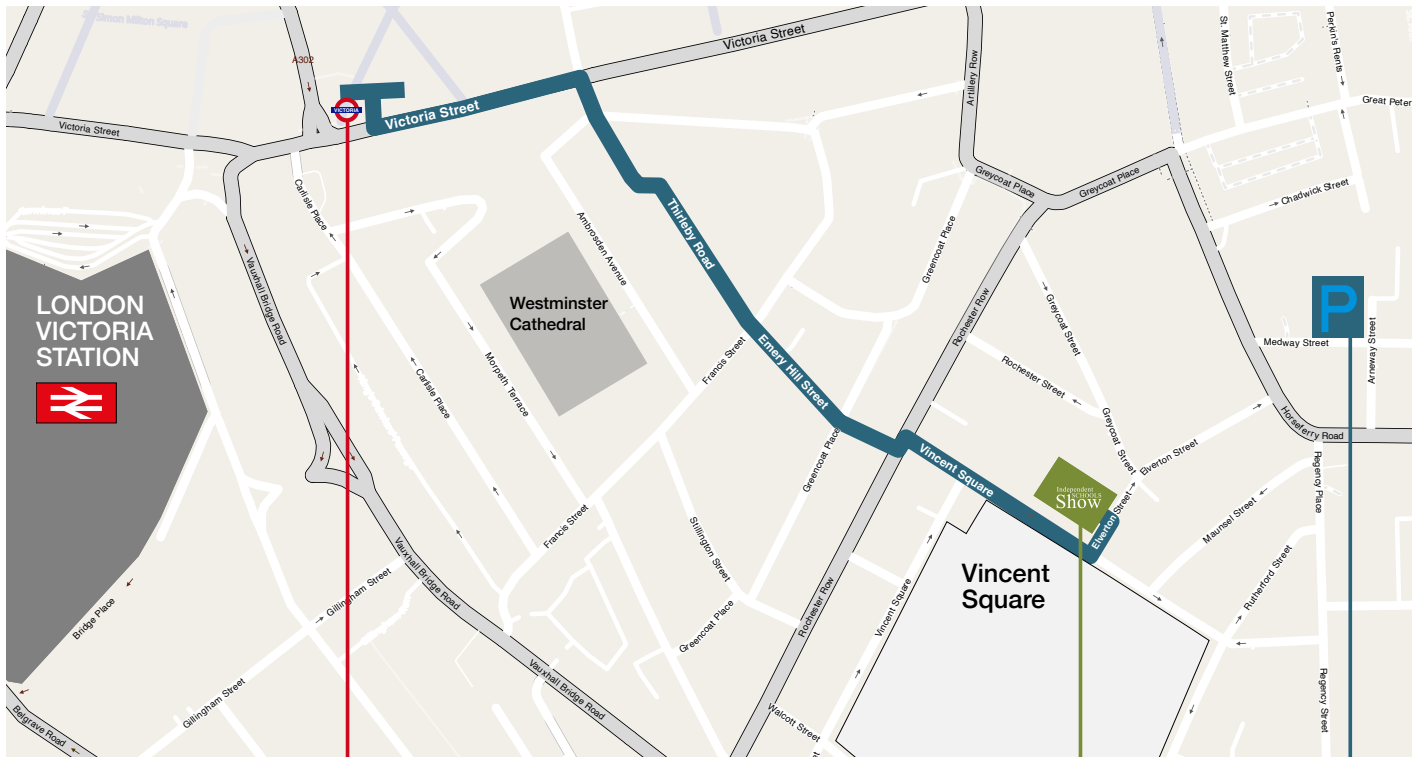 St. Simon Milton Square
A302
VICTORIA
Victoria Street
Victoria Street
Victoria Street
Artillery Row
St. Matthew Street
Perkin's Rents
Great Peter
Greycoat Place
Greycoat Place
Chadwick Street
Carlisle Place
Ambrosden Avenue
Thirleby Road
Greencoat Place
Vauxhall Bridge Road
LONDON
VICTORIA
STATION
Westminster
Cathedral
Rochester Row
Greycoat Street
P
Medway Street
Arneway Street
Carlisle Place
Morpeth Terrace
Francis Street
Emery Hill Street
Rochester Street
Greycoat Street
Horseferry Road
Greencoat Place
Vincent Square
Elverton Street
Regency Place
Independent
SCHOOLS
Show
Elverton Street
Maunsel Street
Francis Street
Stillington Street
Vauxhall Bridge Road
Gillingham Street
Bridge Place
Vincent
Square
Rutherford Street
Vincent Square
Rochester Row
Greencoat Place
Vauxhall Bridge Road
Gillingham Street
Regency Street
Walcott Street
Belgrave Road